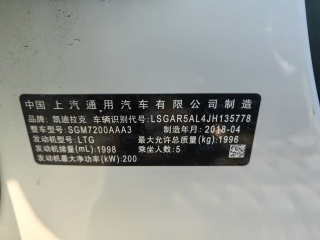 中国 上汽通用汽车有限公司 制造
品牌：凯迪拉克 车辆识别代号：LSGAR5AL4JH135778
整车型号：SGM7200AAA3 制造年月：2018-04
发动机型号：LTG 最大允许总质量(kg)：1996
发动机排量(mL)：1998 乘坐人数：5
发动机最大净功率(kW)：200